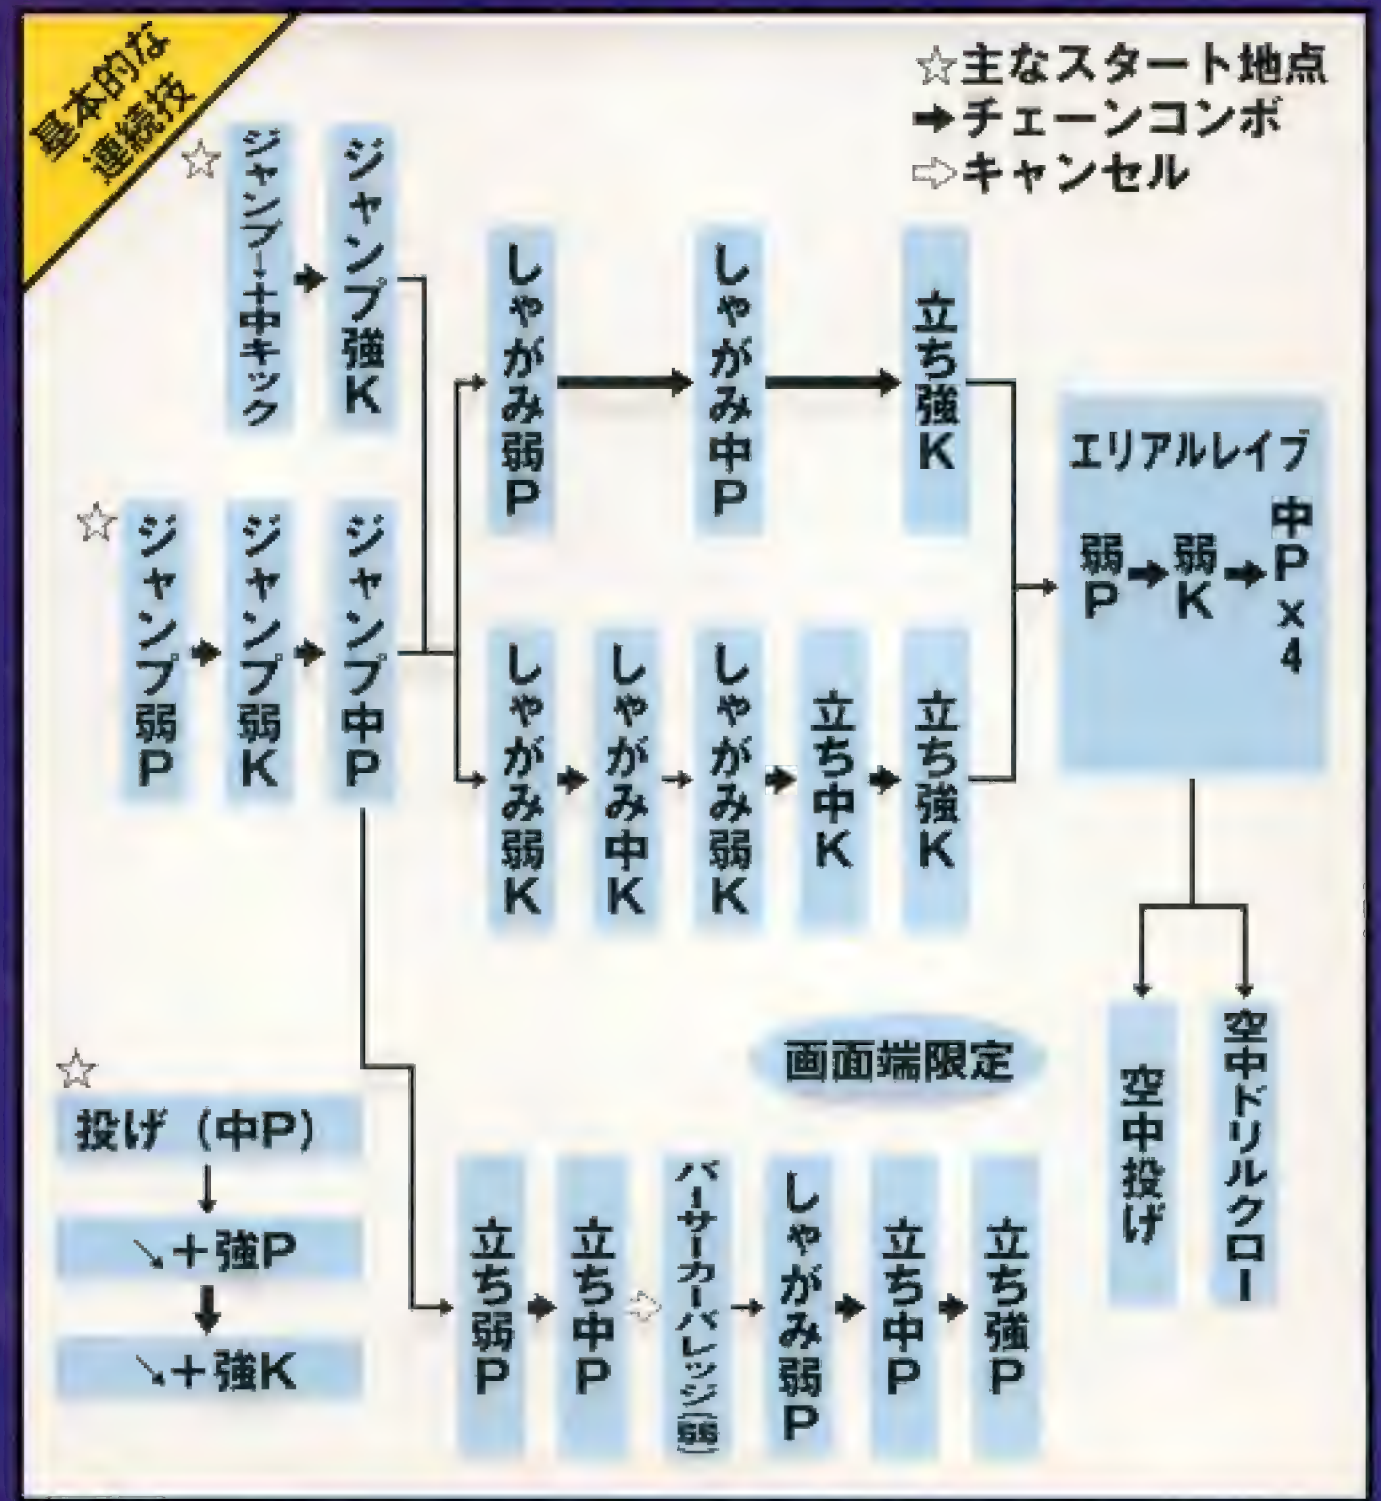 基本的な
連続技
☆主なスタート地点
➡チェーンコンボ
⇨キャンセル
☆
ジャンプ↓+中キック
➡
ジャンプ強K
☆
ジャンプ弱P
➡
ジャンプ弱K
➡
ジャンプ中P
しゃがみ弱P
➡
しゃがみ中P
➡
立ち強K
しゃがみ弱K
➡
しゃがみ中K
→
しゃがみ弱K
➡
立ち中K
➡
立ち強K
エリアルレイブ
弱P
➡
弱K
➡
中P×4
空中投げ
空中ドリルクロー
☆
投げ(中P)
↓
↘+強P
↓
↘+強K
画面端限定
立ち弱P
➡
立ち中P
⇨
バーサーカーバレッジ(弱)
→
しゃがみ弱P
➡
立ち中P
➡
立ち強P